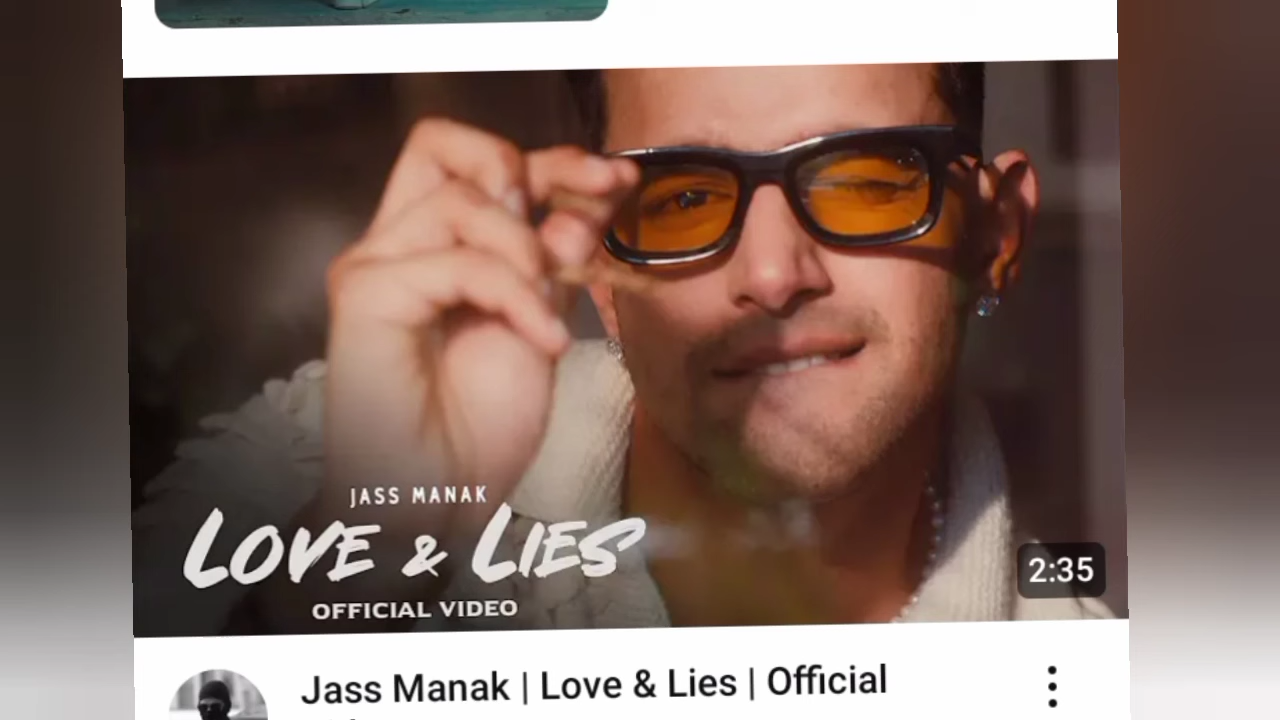 JASS MANAK
LOVE & LIES
OFFICIAL VIDEO
2:35
Jass Manak | Love & Lies | Official